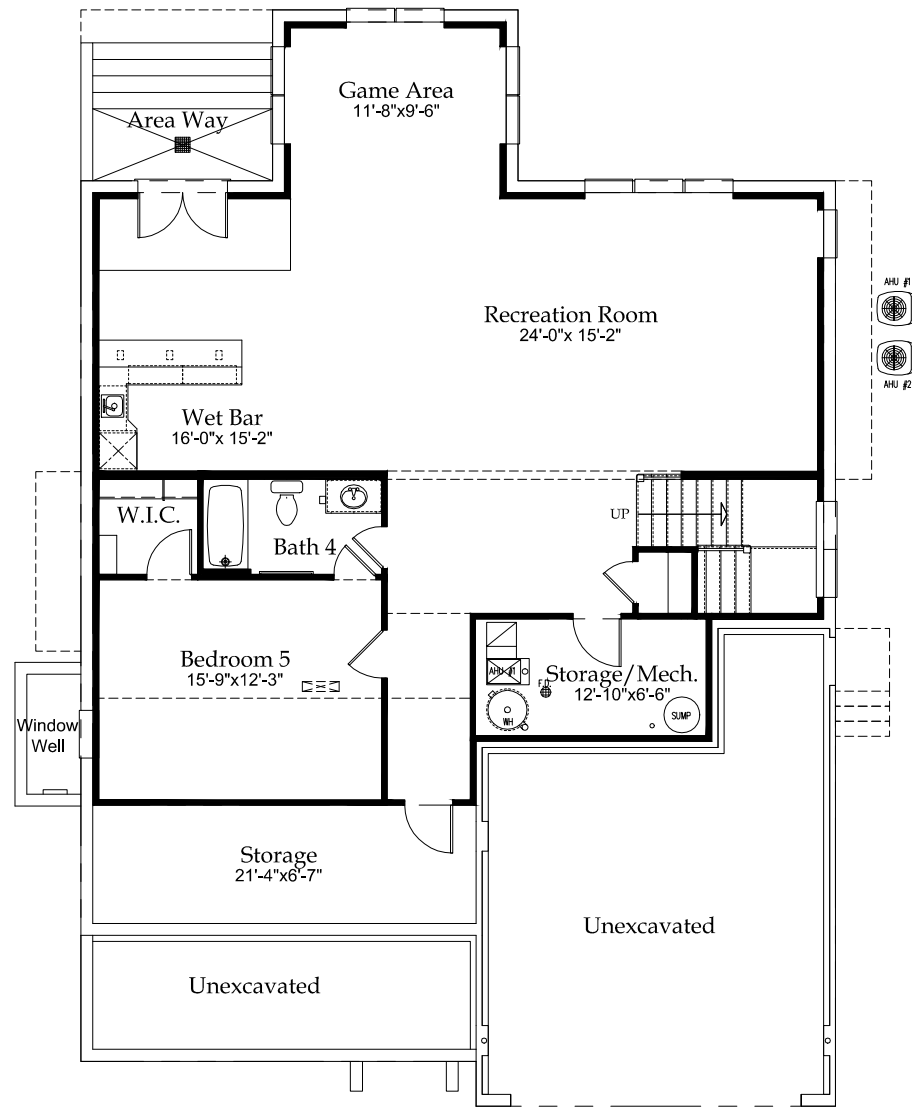 Game Area
11'-8"x9'-6"
Area Way
AHU #1
Recreation Room
24'-0"x 15'-2"
AHU #2
Wet Bar
16'-0"x 15'-2"
W.I.C.
Bath 4
UP
Bedroom 5
15'-9"x12'-3"
AHU #1
F.D.
Storage/Mech.
12'-10"x6'-6"
WH
SUMP
Window
Well
Storage
21'-4"x6'-7"
Unexcavated
Unexcavated